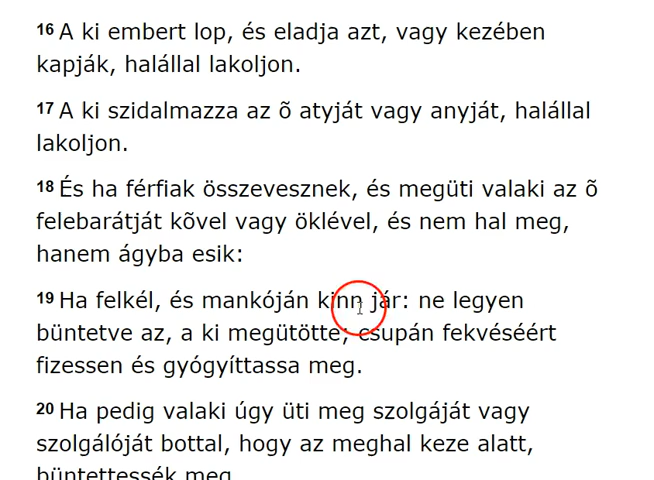 16 A ki embert lop, és eladja azt, vagy kezében
kapják, halállal lakoljon.
17 A ki szidalmazza az õ atyját vagy anyját, halállal
lakoljon.
18 És ha férfiak összevesznek, és megüti valaki az õ
felebarátját kõvel vagy öklével, és nem hal meg,
hanem ágyba esik:
19 Ha felkél, és mankóján kinn jár: ne legyen
büntetve az, a ki megütötte; csupán fekvéséért
fizessen és gyógyíttassa meg.
20 Ha pedig valaki úgy üti meg szolgáját vagy
szolgálóját bottal, hogy az meghal keze alatt,
büntettessék meg.